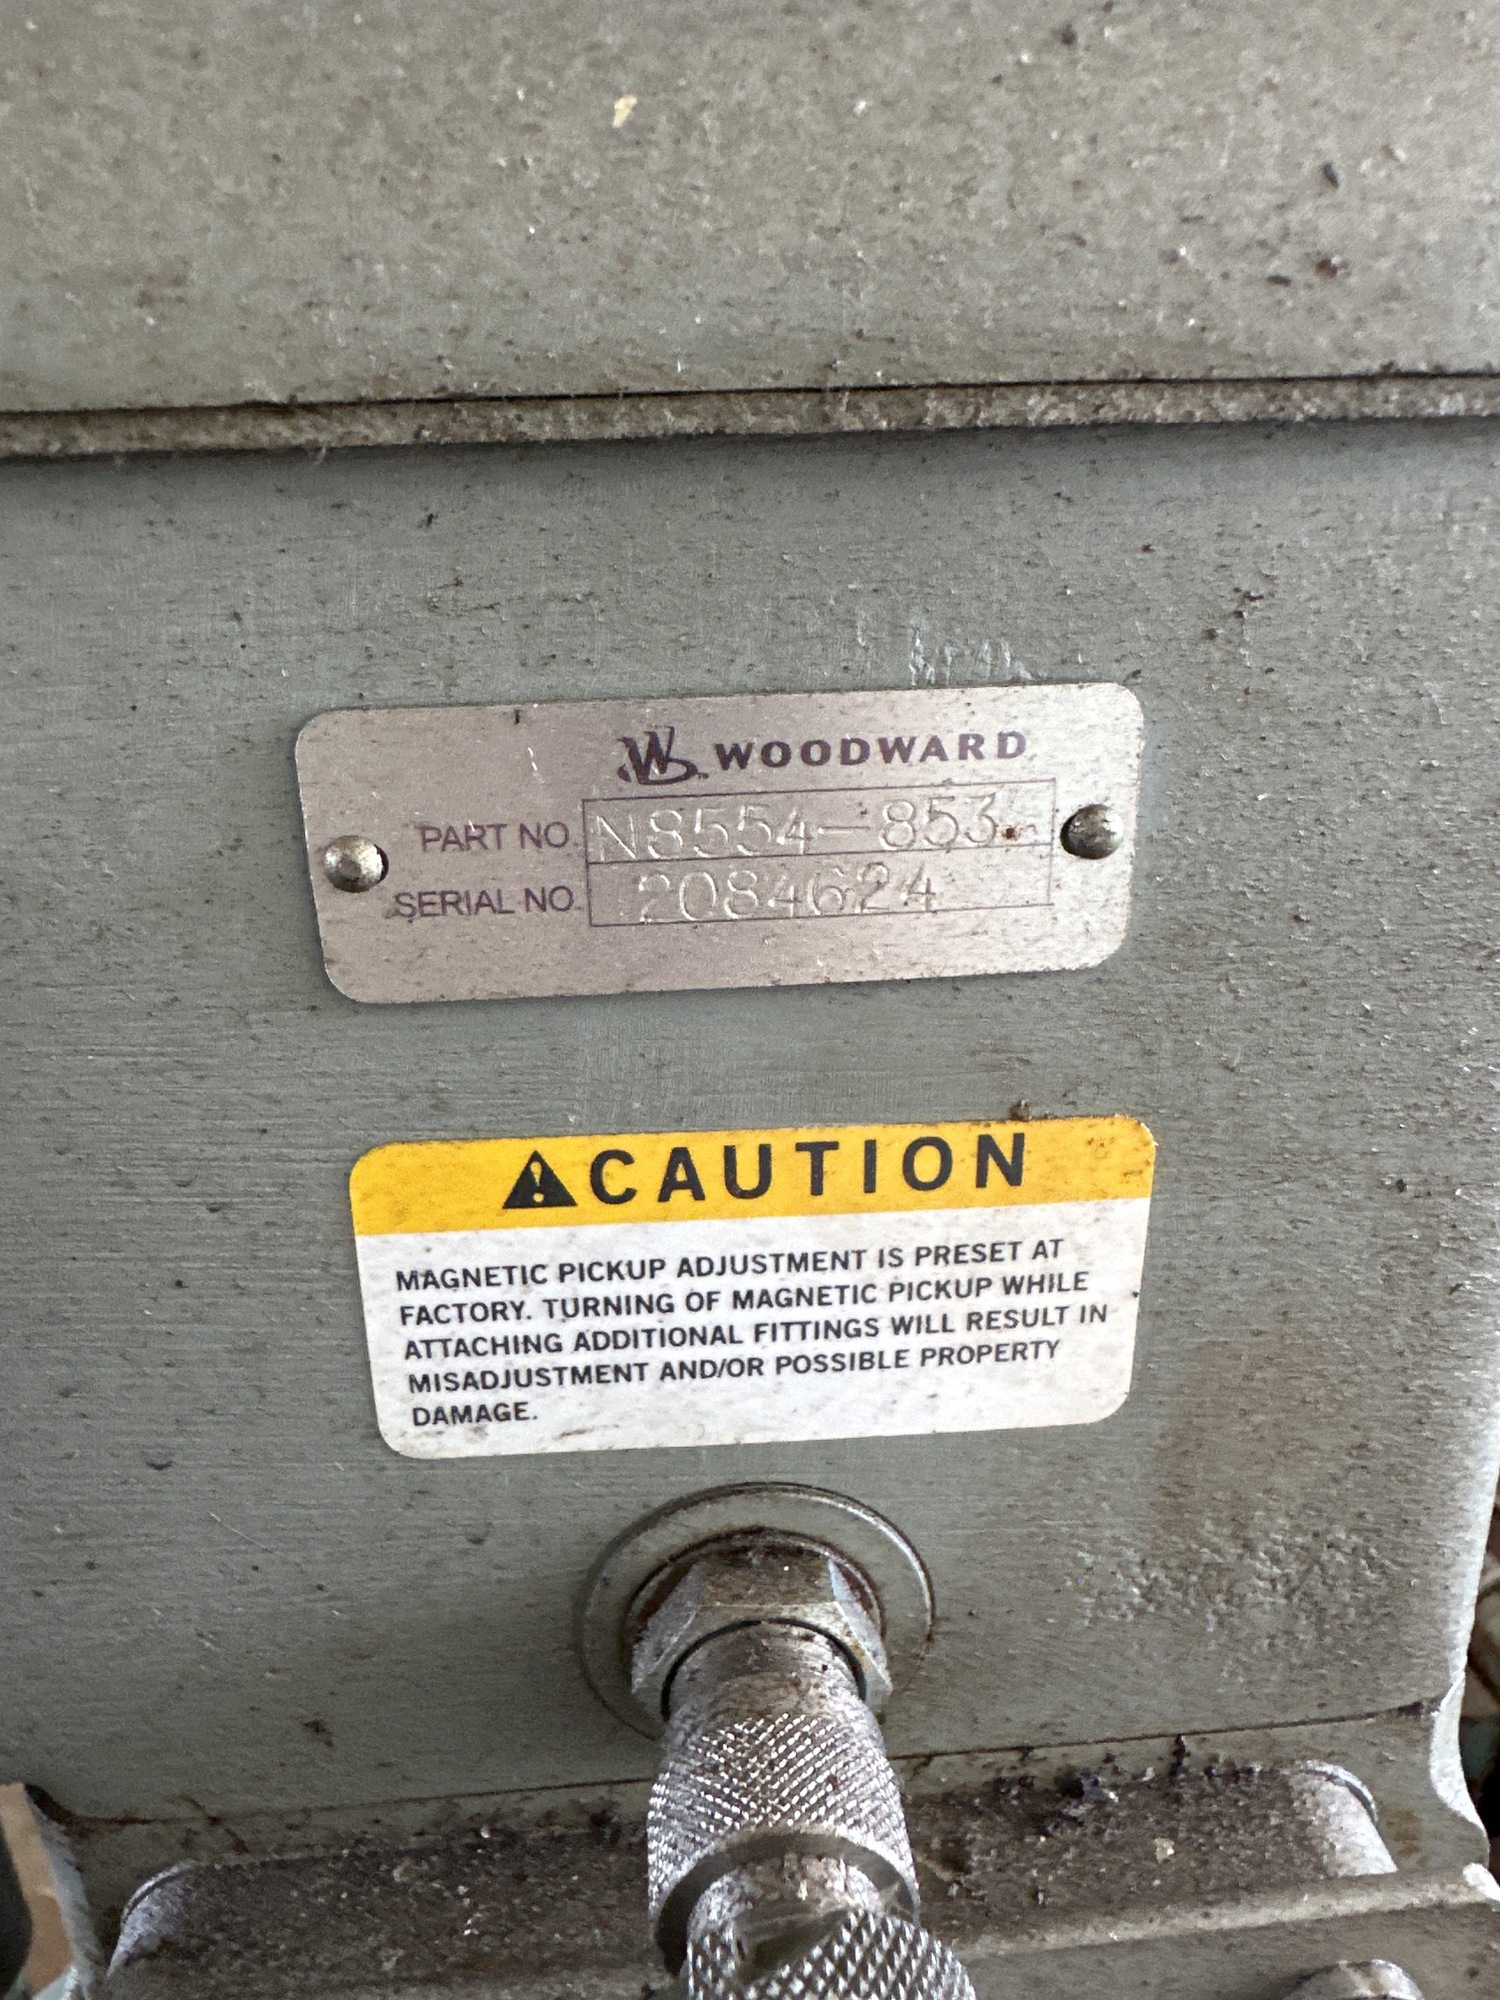 WOODWARD
PART NO. N8554-853
SERIAL NO. 2084624
CAUTION
MAGNETIC PICKUP ADJUSTMENT IS PRESET AT
FACTORY. TURNING OF MAGNETIC PICKUP WHILE
ATTACHING ADDITIONAL FITTINGS WILL RESULT IN
MISADJUSTMENT AND/OR POSSIBLE PROPERTY
DAMAGE.